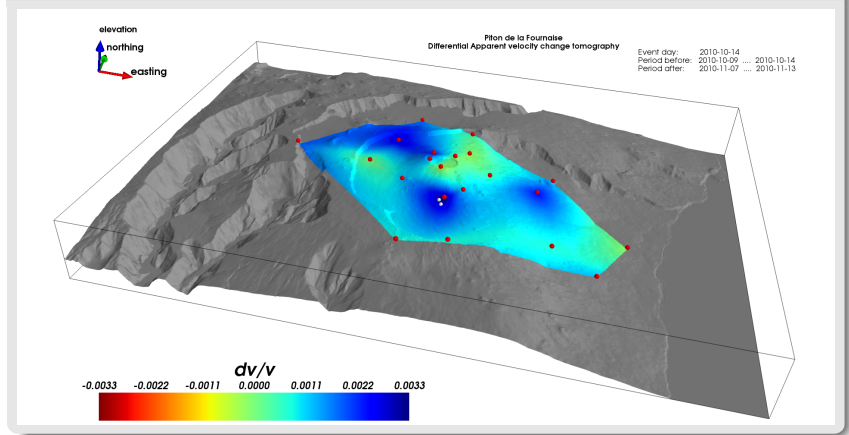 elevation
northing
easting
Piton de la Fournaise
Differential Apparent velocity change tomography
Event day: 2010-10-14
Period before: 2010-10-09 .... 2010-10-14
Period after: 2010-11-07 .... 2010-11-13
dv/v
-0.0033 -0.0022 -0.0011 0.0000 0.0011 0.0022 0.0033